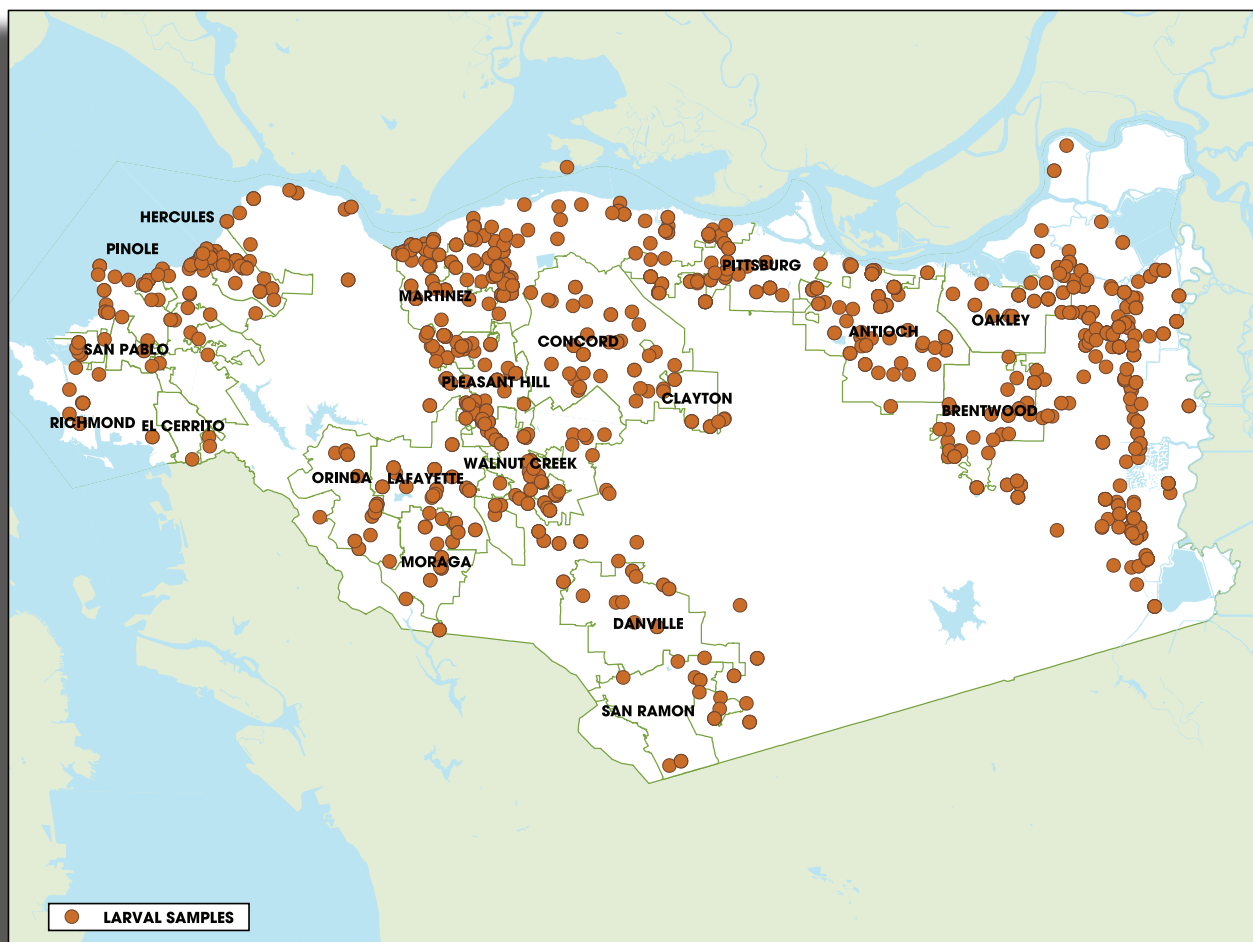 HERCULES
PINOLE
PITTSBURG
MARTINEZ
OAKLEY
ANTIOCH
CONCORD
SAN PABLO
PLEASANT HILL
CLAYTON
BRENTWOOD
RICHMOND
EL CERRITO
WALNUT CREEK
ORINDA
LAFAYETTE
MORAGA
DANVILLE
SAN RAMON
LARVAL SAMPLES